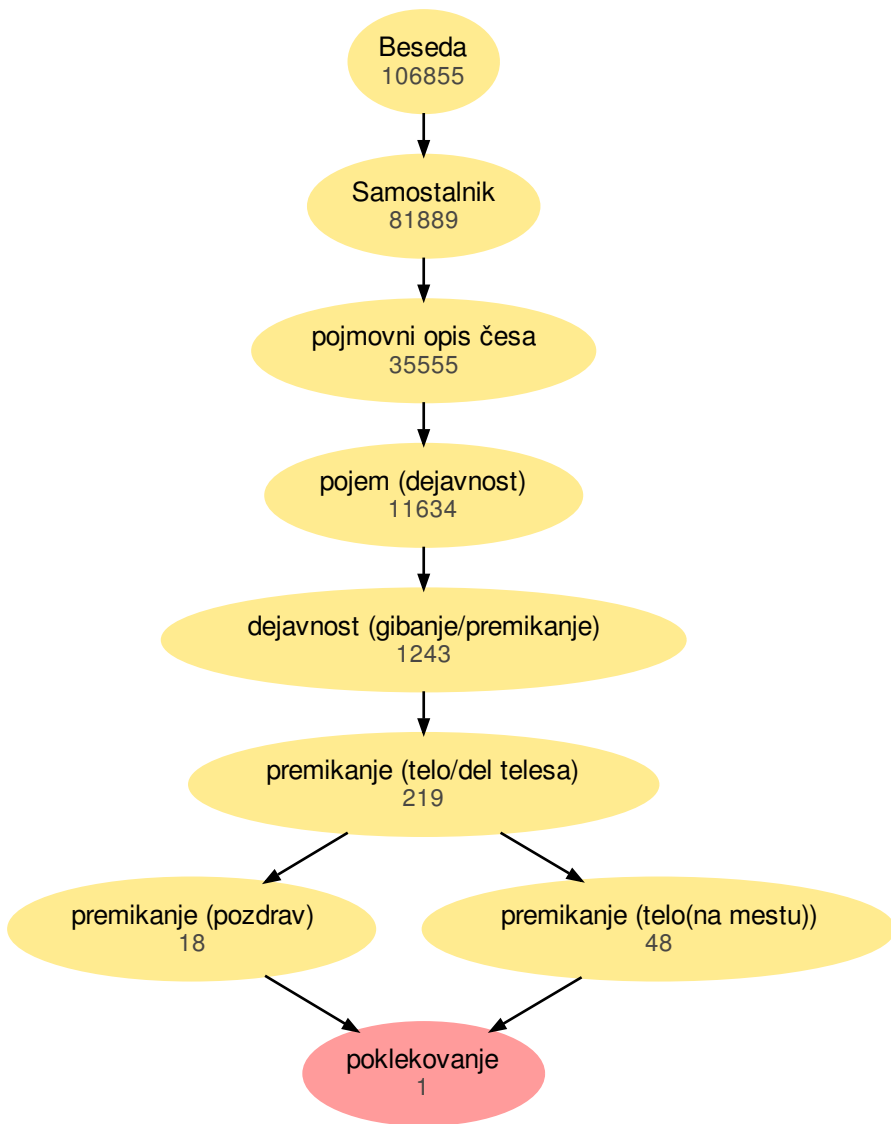 Beseda
106855
Samostalnik
81889
pojmovni opis česa
35555
pojem (dejavnost)
11634
dejavnost (gibanje/premikanje)
1243
premikanje (telo/del telesa)
219
premikanje (pozdrav)
18
premikanje (telo(na mestu))
48
poklekovanje
1